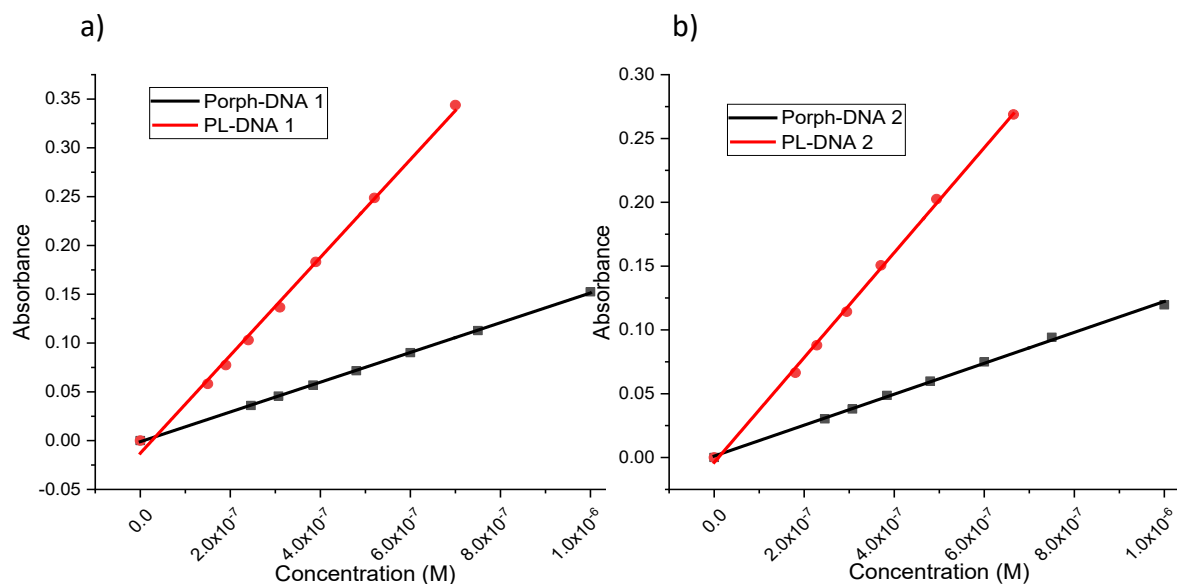 a)
Porph-DNA 1
PL-DNA 1
0.35
0.30
0.25
0.20
0.15
0.10
0.05
0.00
-0.05
Absorbance
0.0
2.0x10⁻⁷
4.0x10⁻⁷
6.0x10⁻⁷
8.0x10⁻⁷
1.0x10⁻⁶
Concentration (M)
b)
Porph-DNA 2
PL-DNA 2
0.30
0.25
0.20
0.15
0.10
0.05
0.00
Absorbance
0.0
2.0x10⁻⁷
4.0x10⁻⁷
6.0x10⁻⁷
8.0x10⁻⁷
1.0x10⁻⁶
Concentration (M)